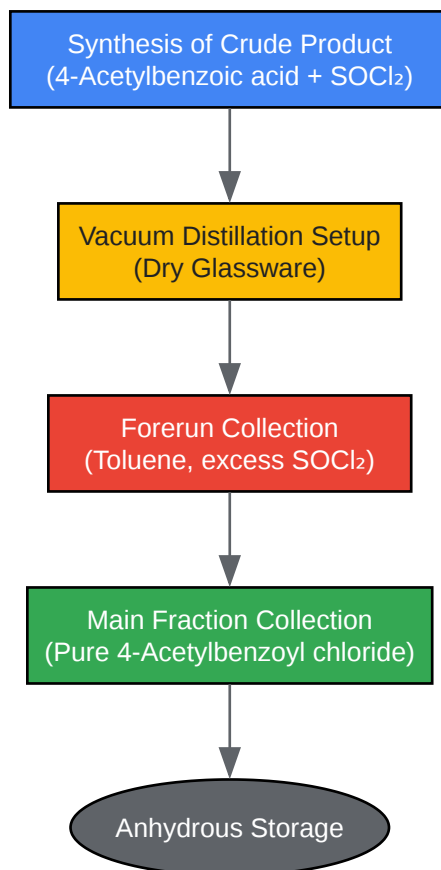 Synthesis of Crude Product
(4-Acetylbenzoic acid + SOCl₂)
Vacuum Distillation Setup
(Dry Glassware)
Forerun Collection
(Toluene, excess SOCl₂)
Main Fraction Collection
(Pure 4-Acetylbenzoyl chloride)
Anhydrous Storage